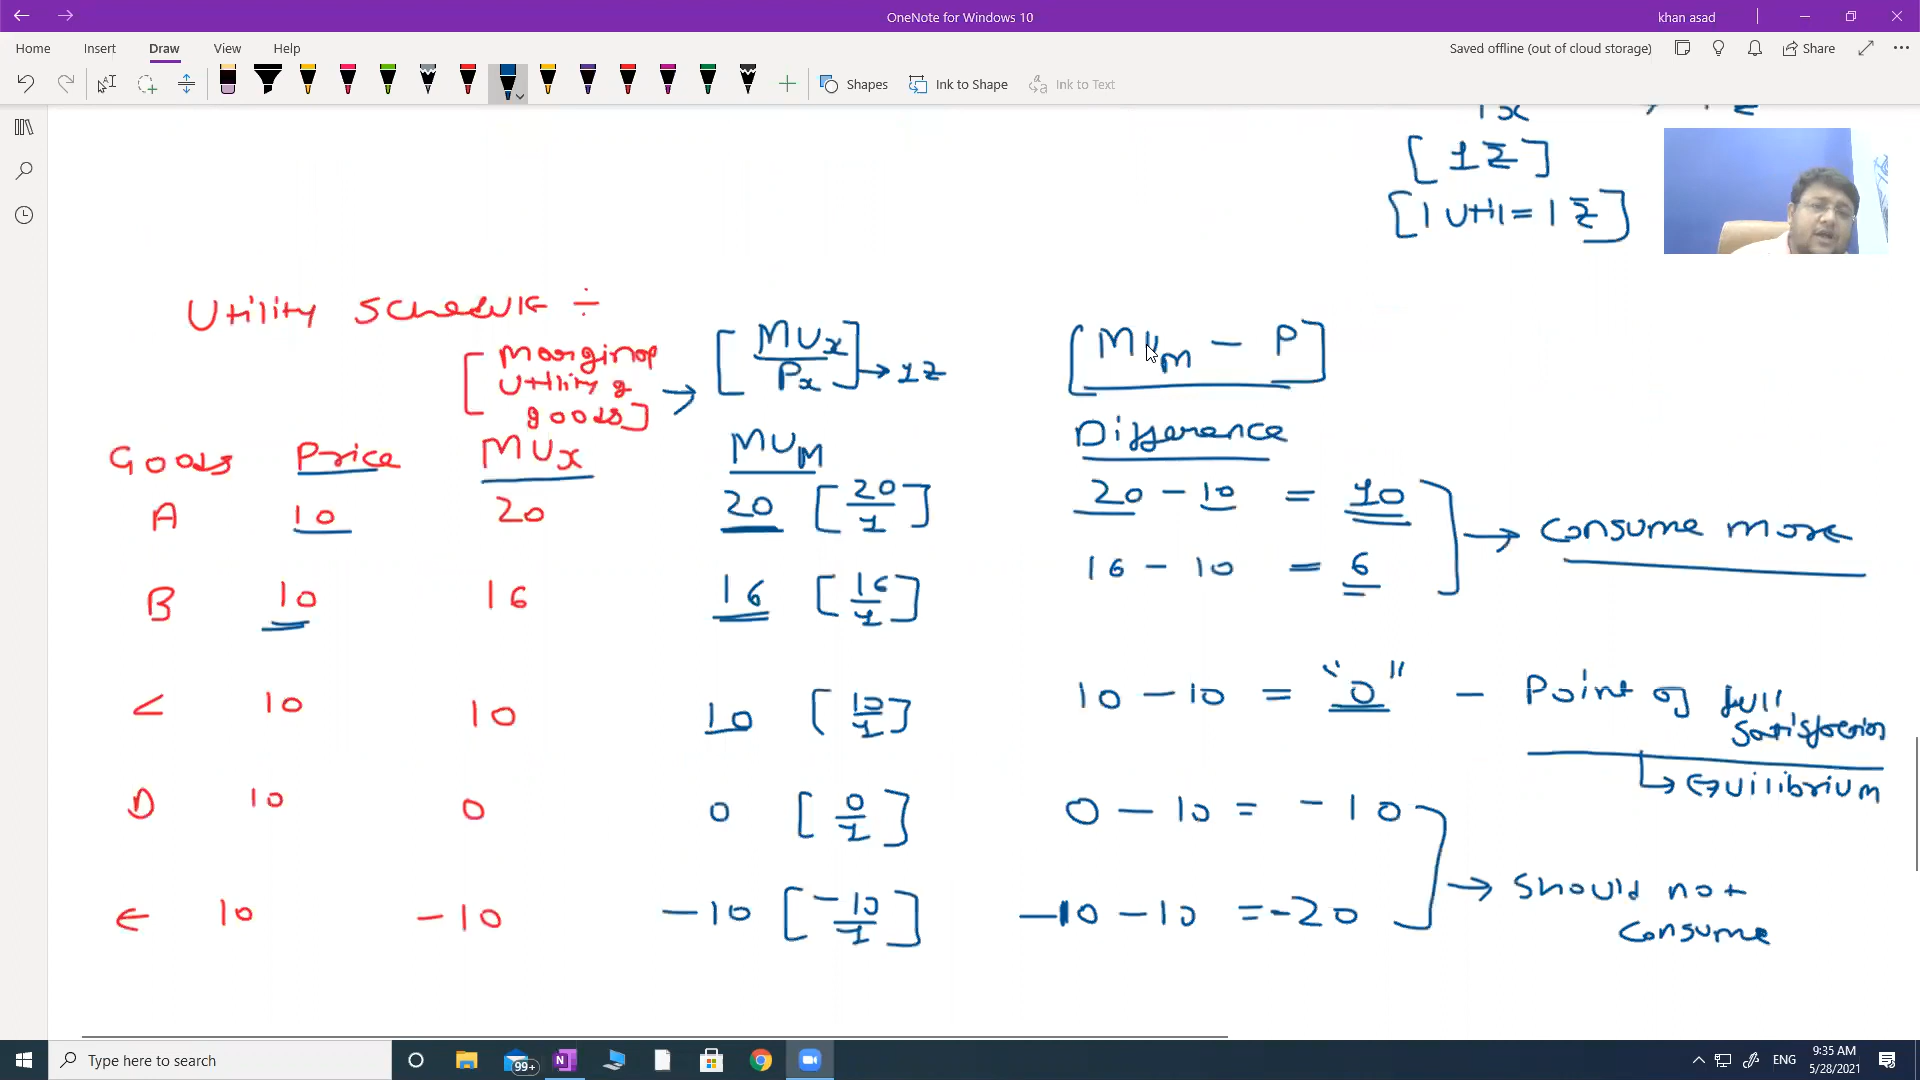 OneNote for Windows 10
khan asad
Home Insert Draw View Help
Saved offline (out of cloud storage)
Share
Shapes
Ink to Shape
Ink to Text
[ 1 ₹ ]
[ 1 util = 1 ₹ ]
Utility Schedule ÷
[ Marginal Utility of goods ] → [ MUx / Px ] → 1 ₹
[ MUM – P ]
Goods Price MUx MUM Difference
A 10 20 20 [ 20/1 ] 20 – 10 = 10
B 10 16 16 [ 16/1 ] 16 – 10 = 6
→ Consume more
C 10 10 10 [ 10/1 ] 10 – 10 = "0" – Point of full satisfaction
↳ Equilibrium
D 10 0 0 [ 0/1 ] 0 – 10 = – 10
E 10 – 10 – 10 [ – 10/1 ] – 10 – 10 = – 20
→ Should not
Consume
Type here to search
99+
ENG
9:35 AM
5/28/2021